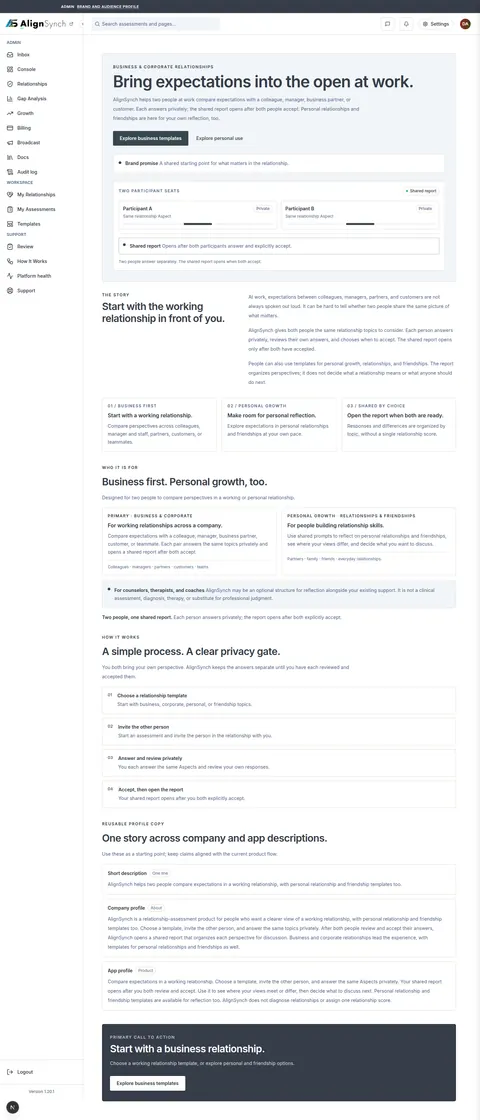 ADMIN BRAND AND AUDIENCE PROFILE
AlignSynch
Search assessments and pages...
Settings
DA
ADMIN
Inbox
Console
Relationships
Gap Analysis
Growth
Billing
Broadcast
Docs
Audit log
WORKSPACE
My Relationships
My Assessments
Templates
SUPPORT
Review
How It Works
Platform health
Support
Logout
Version 1.20.1
N
BUSINESS & CORPORATE RELATIONSHIPS
Bring expectations into the open at work.
AlignSynch helps two people at work compare expectations with a colleague, manager, business partner, or
customer. Each answers privately; the shared report opens after both people accept. Personal relationships and
friendships are here for your own reflection, too.
Explore business templates
Explore personal use
Brand promise A shared starting point for what matters in the relationship.
TWO PARTICIPANT SEATS
Shared report
Participant A
Private
Same relationship Aspect
Participant B
Private
Same relationship Aspect
Shared report Opens after both participants answer and explicitly accept.
Two people answer separately. The shared report opens when both accept.
THE STORY
Start with the working
relationship in front of you.
At work, expectations between colleagues, managers, partners, and customers are not
always spoken out loud. It can be hard to tell whether two people share the same picture of
what matters.
AlignSynch gives both people the same relationship topics to consider. Each person answers
privately, reviews their own answers, and chooses when to accept. The shared report opens
only after both have accepted.
People can also use templates for personal growth, relationships, and friendships. The report
organizes perspectives; it does not decide what a relationship means or what anyone should
do next.
01 / BUSINESS FIRST
Start with a working relationship.
Compare perspectives across colleagues,
manager and staff, partners, customers, or
teammates.
02 / PERSONAL GROWTH
Make room for personal reflection.
Explore expectations in personal relationships
and friendships at your own pace.
03 / SHARED BY CHOICE
Open the report when both are ready.
Responses and differences are organized by
topic, without a single relationship score.
WHO IT IS FOR
Business first. Personal growth, too.
Designed for two people to compare perspectives in a working or personal relationship.
PRIMARY · BUSINESS & CORPORATE
For working relationships across a company.
Compare expectations with a colleague, manager, business partner,
customer, or teammate. Each pair answers the same topics privately and
opens a shared report after both accept.
Colleagues · managers · partners · customers · teams
PERSONAL GROWTH · RELATIONSHIPS & FRIENDSHIPS
For people building relationship skills.
Use shared prompts to reflect on personal relationships and friendships,
see where your views differ, and decide what you want to discuss.
Partners · family · friends · everyday relationships
For counselors, therapists, and coaches AlignSynch may be an optional structure for reflection alongside your existing support. It is not a clinical
assessment, diagnosis, therapy, or substitute for professional judgment.
Two people, one shared report. Each person answers privately; the report opens after both explicitly accept.
HOW IT WORKS
A simple process. A clear privacy gate.
You both bring your own perspective. AlignSynch keeps the answers separate until you have each reviewed and
accepted them.
01 Choose a relationship template
Start with business, corporate, personal, or friendship topics.
02 Invite the other person
Start an assessment and invite the person in the relationship with you.
03 Answer and review privately
You each answer the same Aspects and review your own responses.
04 Accept, then open the report
Your shared report opens after you both explicitly accept.
REUSABLE PROFILE COPY
One story across company and app descriptions.
Use these as a starting point; keep claims aligned with the current product flow.
Short description One line
AlignSynch helps two people compare expectations in a working relationship, with personal relationship and friendship templates too.
Company profile About
AlignSynch is a relationship-assessment product for people who want a clearer view of a working relationship, with personal relationship and friendship
templates too. Choose a template, invite the other person, and answer the same topics privately. After both people review and accept their answers,
AlignSynch opens a shared report that organizes each perspective for discussion. Business and corporate relationships lead the experience, with
templates for personal relationships and friendships as well.
App profile Product
Compare expectations in a working relationship. Choose a template, invite the other person, and answer the same Aspects privately. Your shared report
opens after you both review and accept. Use it to see where your views meet or differ, then decide what to discuss next. Personal relationship and
friendship templates are available for reflection too. AlignSynch does not diagnose relationships or assign one relationship score.
PRIMARY CALL TO ACTION
Start with a business relationship.
Choose a working relationship template, or explore personal and friendship options.
Explore business templates